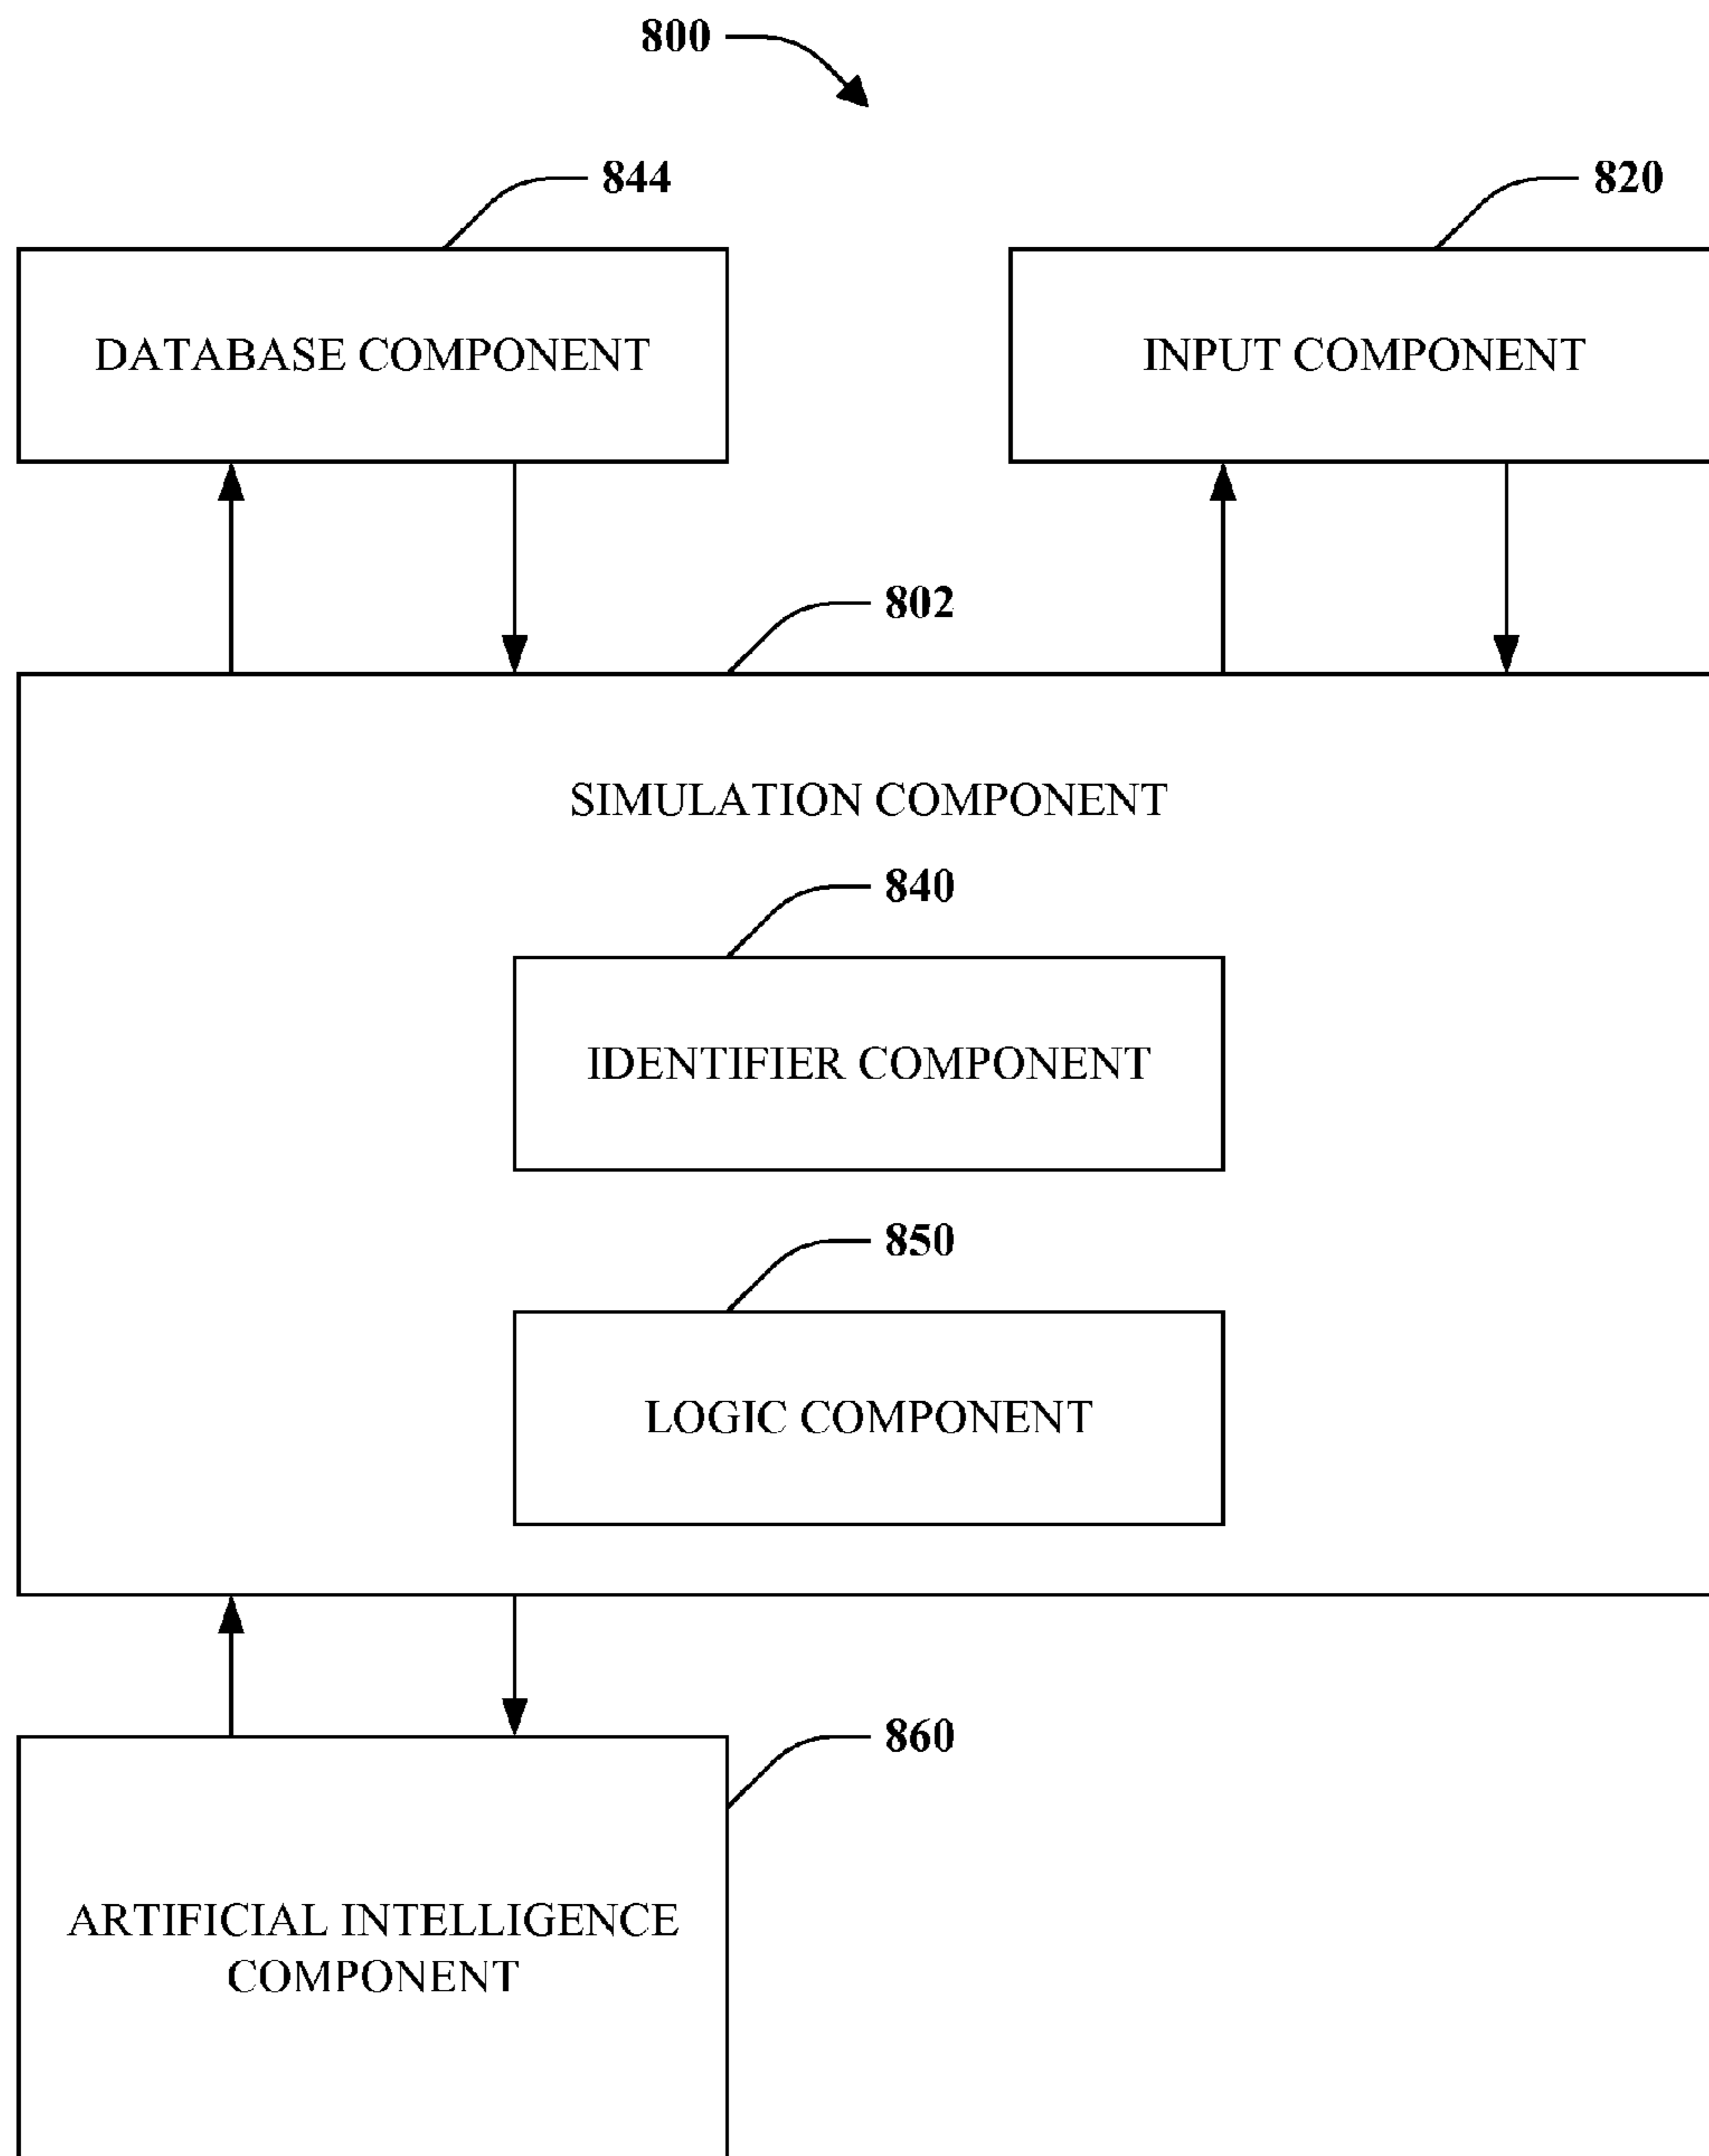 800
844
820
DATABASE COMPONENT
INPUT COMPONENT
802
SIMULATION COMPONENT
840
IDENTIFIER COMPONENT
850
LOGIC COMPONENT
860
ARTIFICIAL INTELLIGENCE
COMPONENT